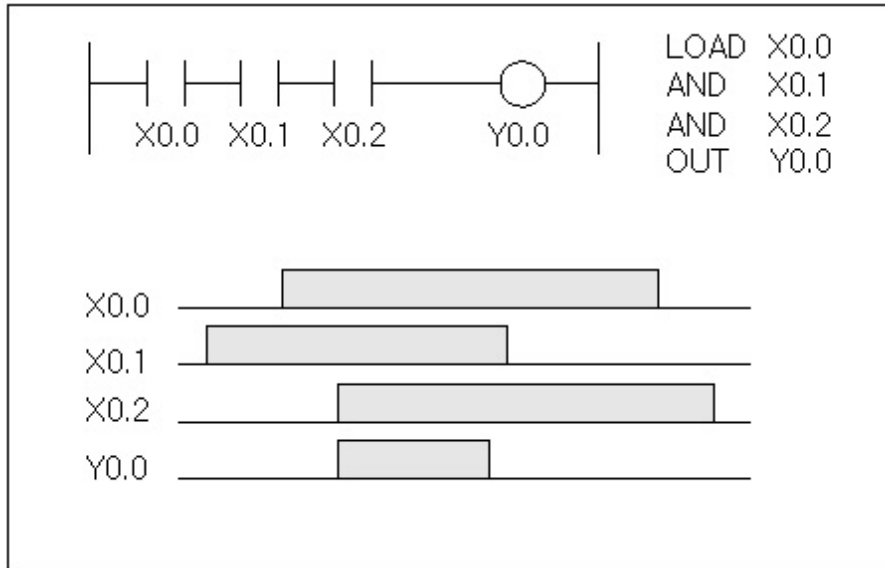 LOAD X0.0
AND X0.1
AND X0.2
OUT Y0.0
X0.0 X0.1 X0.2 Y0.0
X0.0
X0.1
X0.2
Y0.0